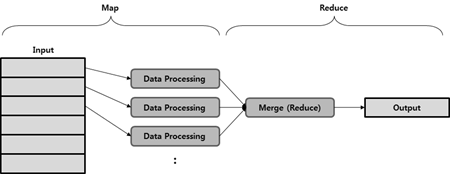 Map
Reduce
Input
Data Processing
Data Processing
Merge (Reduce)
Output
Data Processing
: